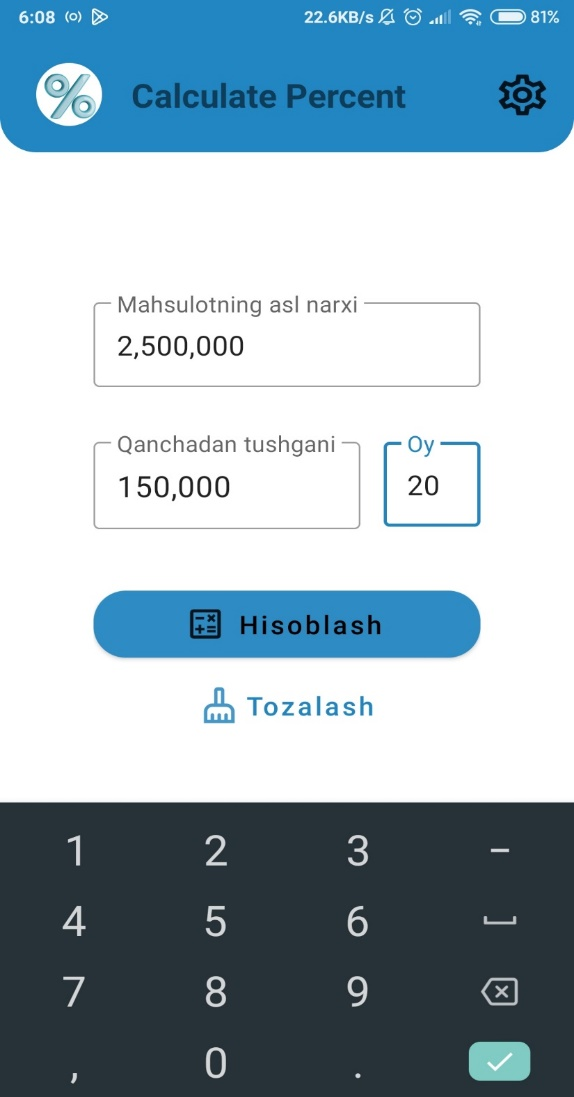 6:08 22.6KB/s 81%
% Calculate Percent
Mahsulotning asl narxi
2,500,000
Qanchadan tushgani Oy
150,000 20
Hisoblash
Tozalash
1 2 3 -
4 5 6
7 8 9
, 0 .